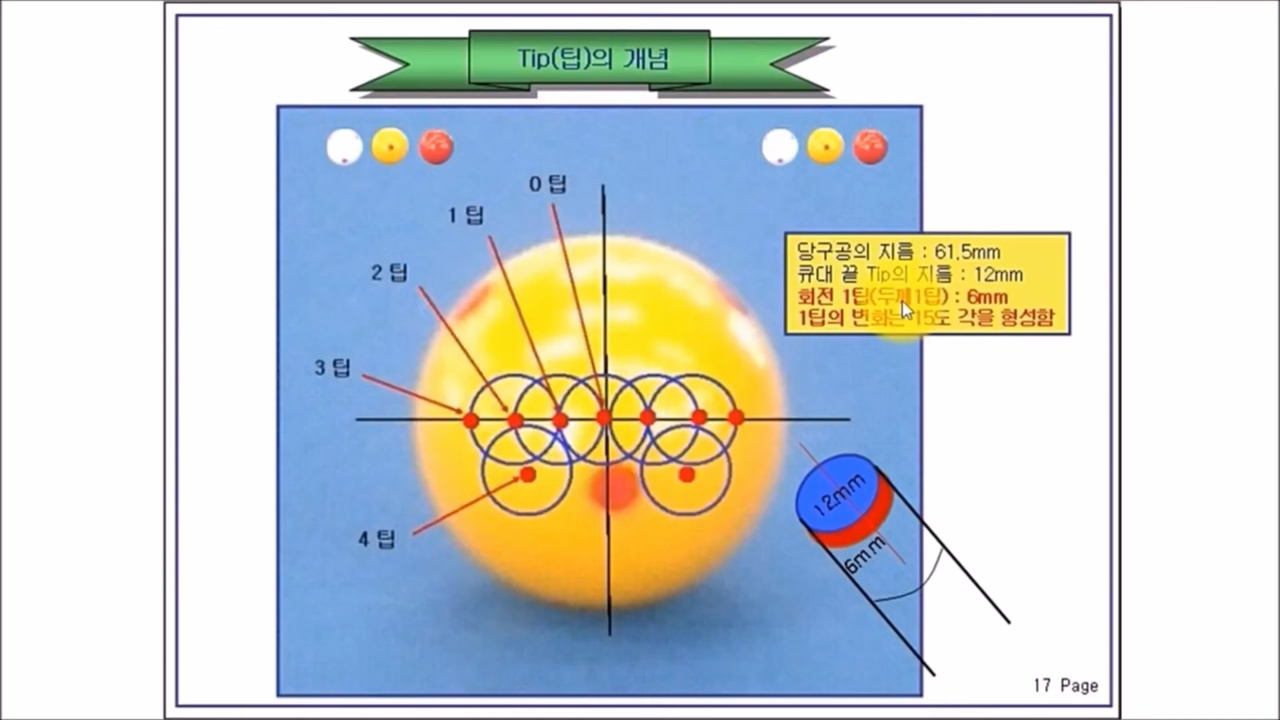 Tip(팁)의 개념
0 팁
1 팁
2 팁
3 팁
4 팁
당구공의 지름 : 61.5mm
큐대 끝 Tip의 지름 : 12mm
회전 1팁(두께1팁) : 6mm
1팁의 변화는 15도 각을 형성함
12mm
6mm
17 Page